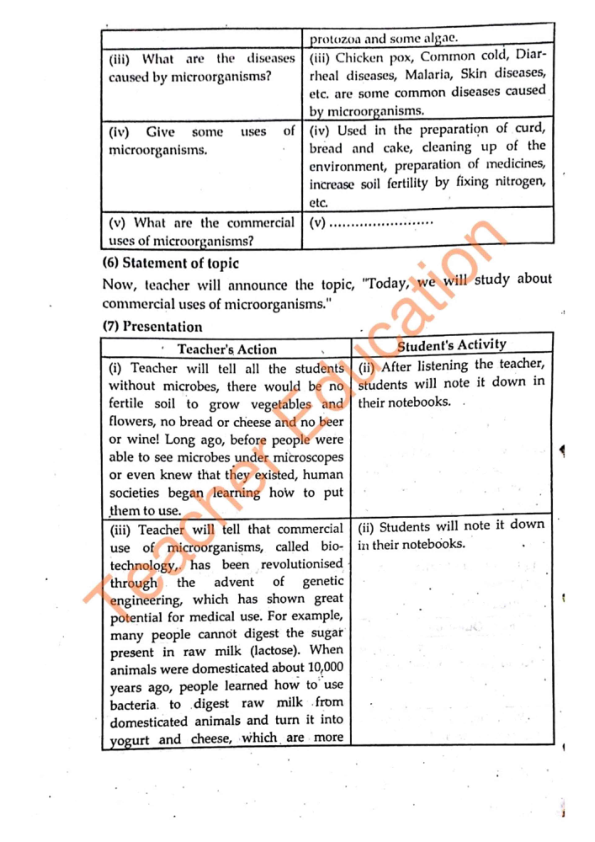 protozoa and some algae.
(iii) What are the diseases
caused by microorganisms?
(iii) Chicken pox, Common cold, Diar-
rheal diseases, Malaria, Skin diseases,
etc. are some common diseases caused
by microorganisms.
(iv) Give some uses of
microorganisms.
(iv) Used in the preparation of curd,
bread and cake, cleaning up of the
environment, preparation of medicines,
increase soil fertility by fixing nitrogen,
etc.
(v) What are the commercial
uses of microorganisms?
(v) ........................
(6) Statement of topic
Now, teacher will announce the topic, "Today, we will study about
commercial uses of microorganisms."
(7) Presentation
Teacher's Action
Student's Activity
(i) Teacher will tell all the students
without microbes, there would be no
fertile soil to grow vegetables and
flowers, no bread or cheese and no beer
or wine! Long ago, before people were
able to see microbes under microscopes
or even knew that they existed, human
societies began learning how to put
them to use.
(ii) After listening the teacher,
students will note it down in
their notebooks.
(iii) Teacher will tell that commercial
use of microorganisms, called bio-
technology, has been revolutionised
through the advent of genetic
engineering, which has shown great
potential for medical use. For example,
many people cannot digest the sugar
present in raw milk (lactose). When
animals were domesticated about 10,000
years ago, people learned how to use
bacteria to digest raw milk from
domesticated animals and turn it into
yogurt and cheese, which are more
(ii) Students will note it down
in their notebooks.
Teacher Education